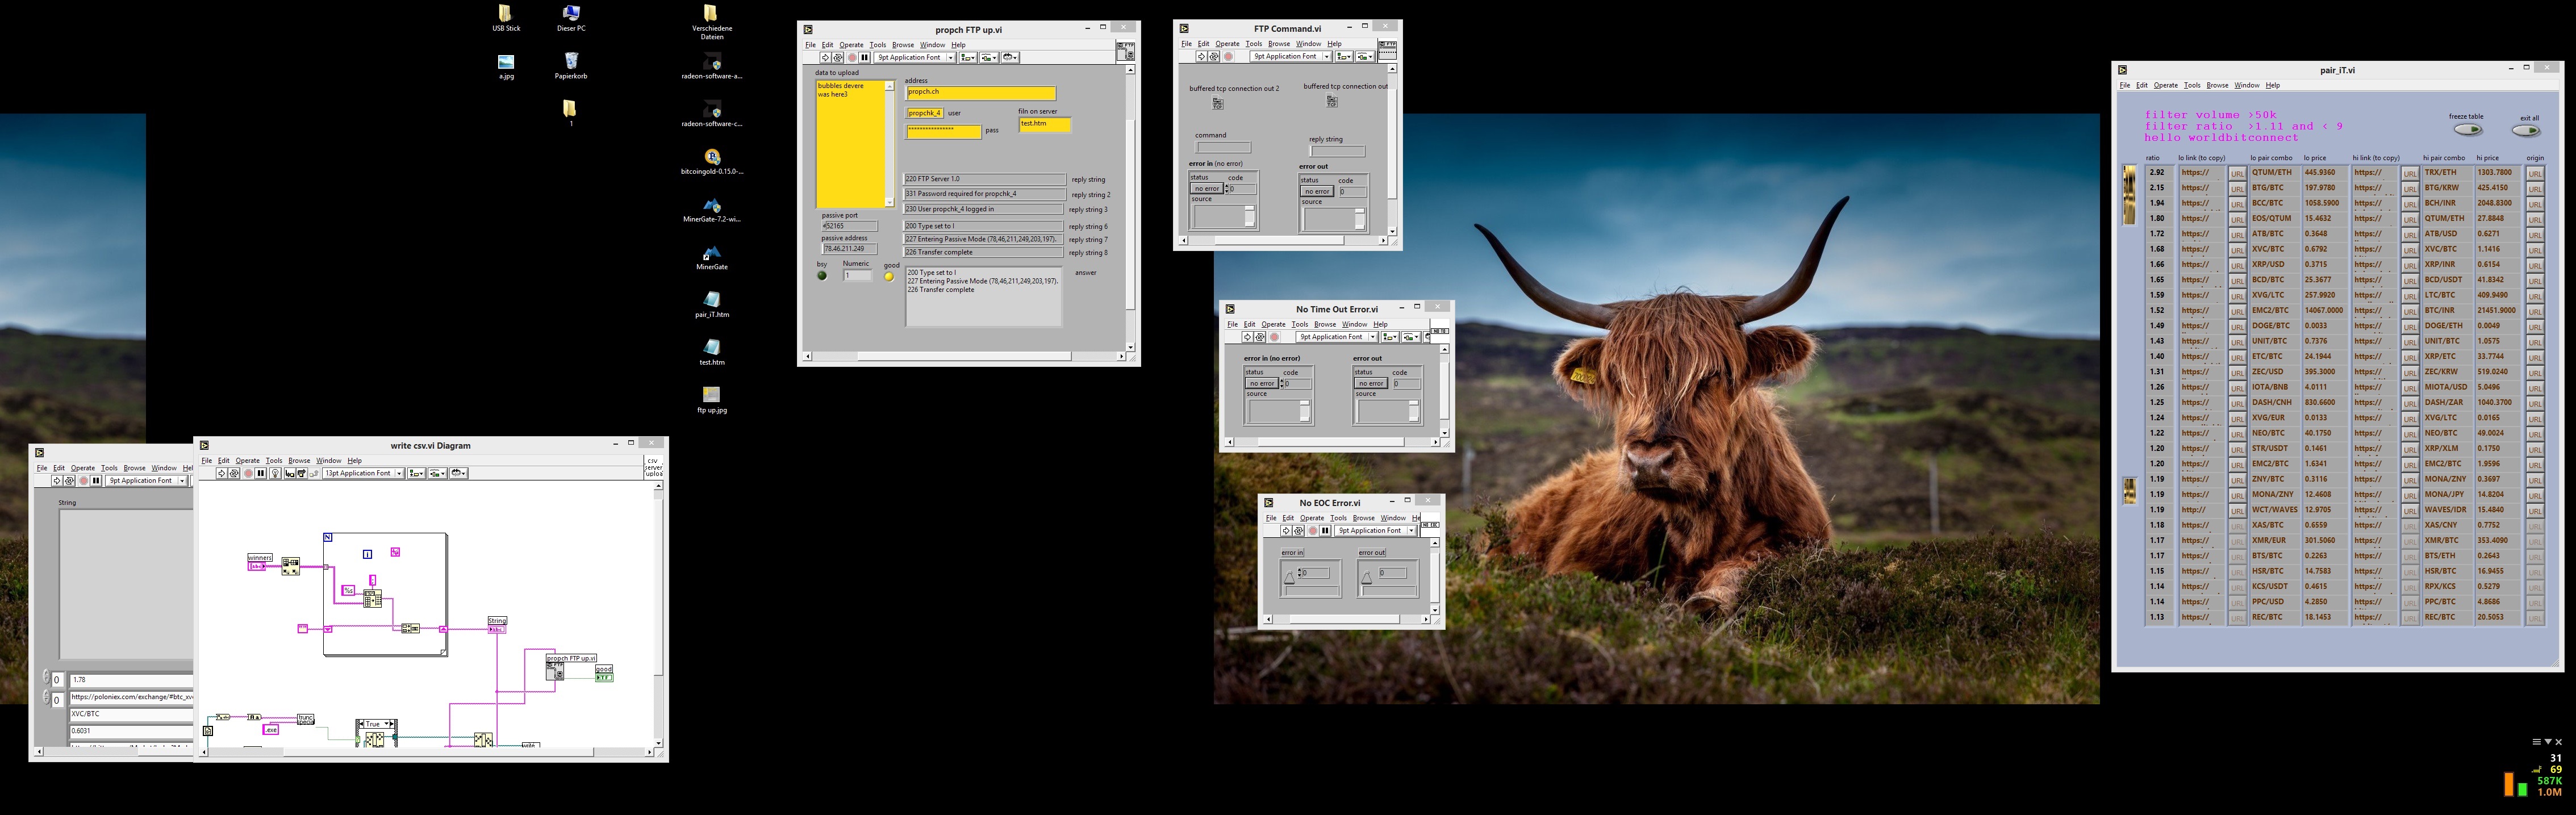 USB Stick
Dieser PC
Verschiedene
Dateien
a.jpg
Papierkorb
radeon-software-a...
1
radeon-software-c...
bitcoingold-0.15.0-...
MinerGate-7.2-wi...
MinerGate
pair_iT.htm
test.htm
ftp up.jpg
propch FTP up.vi
File Edit Operate Tools Browse Window Help
9pt Application Font
data to upload
bubbles devere
was here3
address
propch.ch
propchk_4 user
****************
pass
filn on server
test.htm
220 FTP Server 1.0 reply string
331 Password required for propchk_4 reply string 2
230 User propchk_4 logged in reply string 3
passive port
52165
200 Type set to I reply string 6
passive address
78,46,211,249
227 Entering Passive Mode (78,46,211,249,203,197). reply string 7
226 Transfer complete reply string 8
bsy Numeric good
1
200 Type set to I
227 Entering Passive Mode (78,46,211,249,203,197).
226 Transfer complete
answer
FTP Command.vi
File Edit Operate Tools Browse Window Help
9pt Application Font
buffered tcp connection out 2
buffered tcp connection out
command
reply string
error in (no error)
error out
status code
no error 0
source
status code
no error 0
source
No Time Out Error.vi
File Edit Operate Tools Browse Window Help
9pt Application Font
error in (no error)
error out
status code
no error 0
source
status code
no error 0
source
No EOC Error.vi
File Edit Operate Tools Browse Window He
9pt Application Font
error in
error out
0
0
File Edit Operate Tools Browse Window Hel
9pt Application Font
String
0 1.78
0 https://poloniex.com/exchange/#btc_xv
XVC/BTC
0.6031
write csv.vi Diagram
File Edit Operate Tools Browse Window Help
13pt Application Font
csv
server
uploa
N
i
winners
abc
%s
String
abc
propch FTP up.vi
good
TF
.exe
True
pair_iT.vi
File Edit Operate Tools Browse Window Help
filter volume >50k
filter ratio >1.11 and < 9
hello worldbitconnect
freeze table
exit all
ratio lo link (to copy) lo pair combo lo price hi link (to copy) hi pair combo hi price origin
2.92 https:// URL QTUM/ETH 445.9360 https:// URL TRX/ETH 1303.7800 URL
2.15 https:// URL BTG/BTC 197.9780 https:// URL BTG/KRW 425.4150 URL
1.94 https:// URL BCC/BTC 1058.5900 https:// URL BCH/INR 2048.8300 URL
1.80 https:// URL EOS/QTUM 15.4632 https:// URL QTUM/ETH 27.8848 URL
1.72 https:// URL ATB/BTC 0.3648 https:// URL ATB/USD 0.6271 URL
1.68 https:// URL XVC/BTC 0.6792 https:// URL XVC/BTC 1.1416 URL
1.66 https:// URL XRP/USD 0.3715 https:// URL XRP/INR 0.6154 URL
1.65 https:// URL BCD/BTC 25.3677 https:// URL BCD/USDT 41.8342 URL
1.59 https:// URL XVG/LTC 257.9920 https:// URL LTC/BTC 409.9490 URL
1.52 https:// URL EMC2/BTC 14067.0000 https:// URL BTC/INR 21451.9000 URL
1.49 https:// URL DOGE/BTC 0.0033 https:// URL DOGE/ETH 0.0049 URL
1.43 https:// URL UNIT/BTC 0.7376 https:// URL UNIT/BTC 1.0575 URL
1.40 https:// URL ETC/BTC 24.1944 https:// URL XRP/ETC 33.7744 URL
1.31 https:// URL ZEC/USD 395.3000 https:// URL ZEC/KRW 519.0240 URL
1.26 https:// URL IOTA/BNB 4.0111 https:// URL MIOTA/USD 5.0496 URL
1.25 https:// URL DASH/CNH 830.6600 https:// URL DASH/ZAR 1040.3700 URL
1.24 https:// URL XVG/EUR 0.0133 https:// URL XVG/LTC 0.0165 URL
1.22 https:// URL NEO/BTC 40.1750 https:// URL NEO/BTC 49.0024 URL
1.20 https:// URL STR/USDT 0.1461 https:// URL XRP/XLM 0.1750 URL
1.20 https:// URL EMC2/BTC 1.6341 https:// URL EMC2/BTC 1.9596 URL
1.19 https:// URL ZNY/BTC 0.3116 https:// URL MONA/ZNY 0.3697 URL
1.19 https:// URL MONA/ZNY 12.4608 https:// URL MONA/JPY 14.8204 URL
1.19 https:// URL WCT/WAVES 12.9705 https:// URL WAVES/IDR 15.4840 URL
1.18 https:// URL XAS/BTC 0.6559 https:// URL XAS/CNY 0.7752 URL
1.17 https:// URL XMR/EUR 301.5060 https:// URL XMR/BTC 353.4090 URL
1.17 https:// URL BTS/BTC 0.2263 https:// URL BTS/ETH 0.2643 URL
1.15 https:// URL HSR/BTC 14.7583 https:// URL HSR/BTC 16.9455 URL
1.14 https:// URL KCS/USDT 0.4615 https:// URL RPX/KCS 0.5279 URL
1.14 https:// URL PPC/USD 4.2850 https:// URL PPC/BTC 4.8686 URL
1.13 https:// URL REC/BTC 18.1453 https:// URL REC/BTC 20.5053 URL
31
69
587K
1.0M